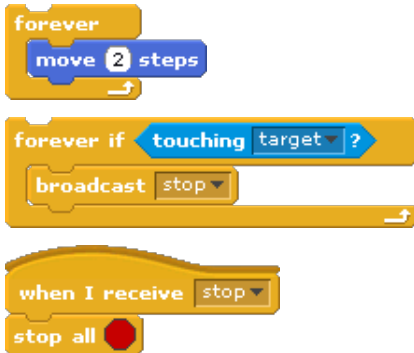 forever
move 2 steps
forever if touching target ?
broadcast stop
when I receive stop
stop all